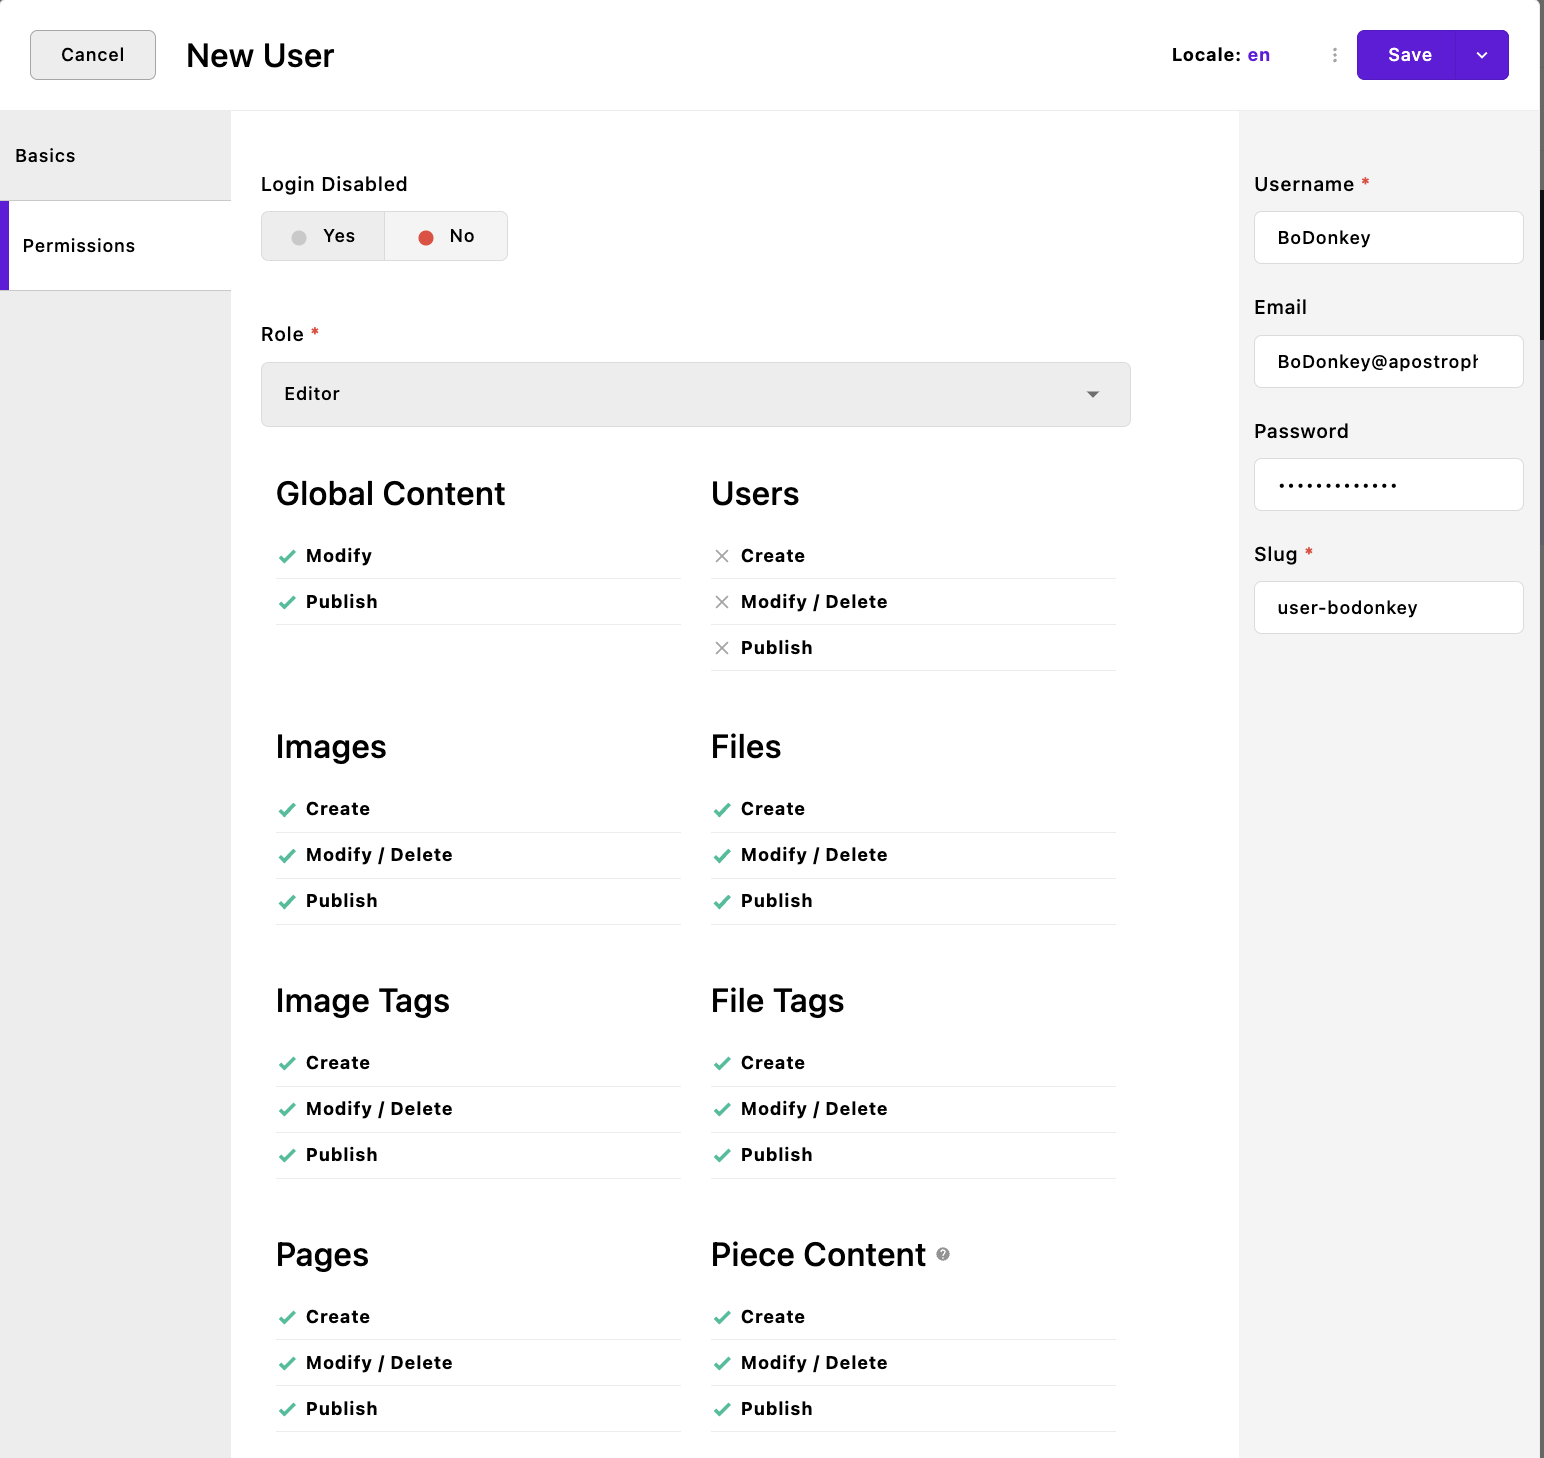 Cancel
New User
Locale: en
Save
Basics
Permissions
Login Disabled
Yes
No
Role *
Editor
Global Content
Modify
Publish
Users
Create
Modify / Delete
Publish
Images
Create
Modify / Delete
Publish
Files
Create
Modify / Delete
Publish
Image Tags
Create
Modify / Delete
Publish
File Tags
Create
Modify / Delete
Publish
Pages
Create
Modify / Delete
Publish
Piece Content
Create
Modify / Delete
Publish
Username *
BoDonkey
Email
BoDonkey@apostroph
Password
•••••••••••••
Slug *
user-bodonkey